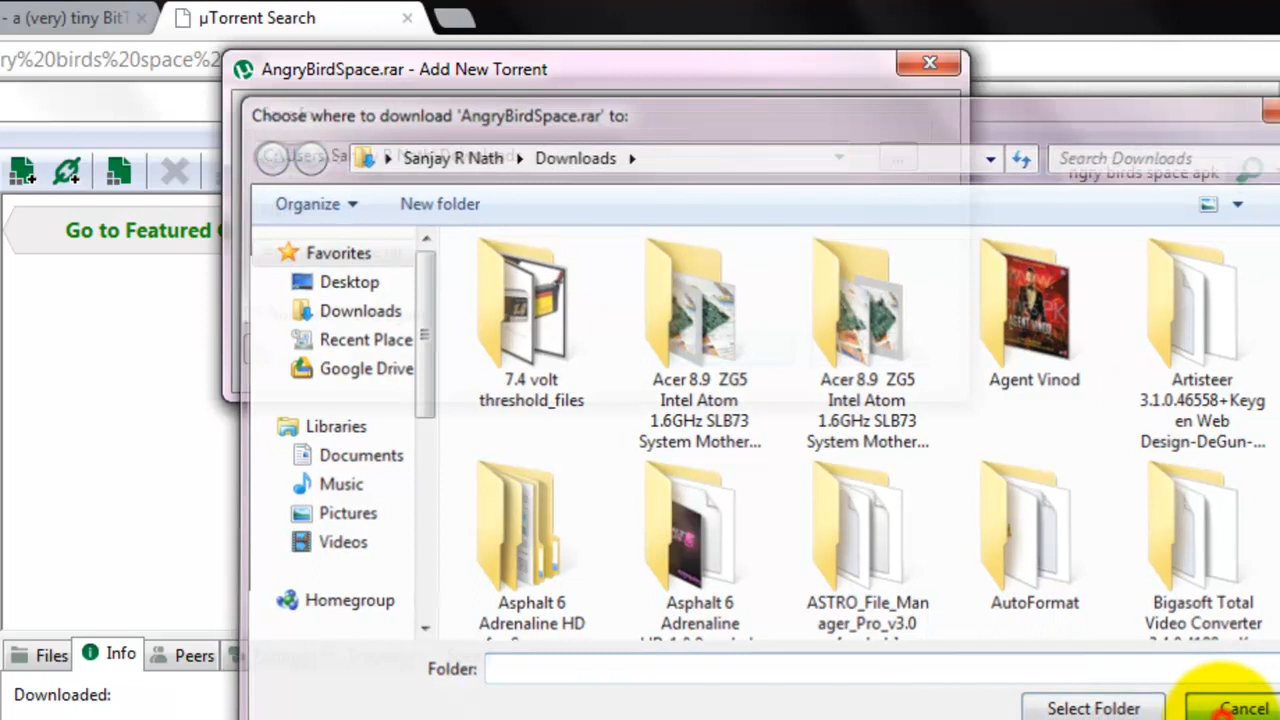 - a (very) tiny BitT
µTorrent Search
ry%20birds%20space%
AngryBirdSpace.rar - Add New Torrent
Choose where to download 'AngryBirdSpace.rar' to:
Sanjay R Nath
Downloads
Search Downloads
ngry birds space apk
Organize
New folder
Go to Featured
Favorites
Desktop
Downloads
Recent Place
Google Drive
Libraries
Documents
Music
Pictures
Videos
Homegroup
7.4 volt
threshold_files
Acer 8.9 ZG5
Intel Atom
1.6GHz SLB73
System Mother...
Acer 8.9 ZG5
Intel Atom
1.6GHz SLB73
System Mother...
Agent Vinod
Artisteer
3.1.0.46558+Keyg
en Web
Design-DeGun-...
Asphalt 6
Adrenaline HD
Asphalt 6
Adrenaline
ASTRO_File_Man
ager_Pro_v3.0
AutoFormat
Bigasoft Total
Video Converter
Folder:
Select Folder
Cancel
Files
Info
Peers
Downloaded: